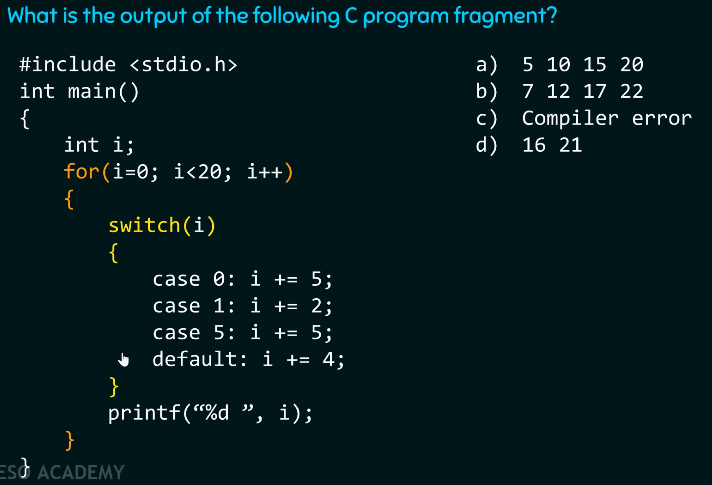 What is the output of the following C program fragment?
#include <stdio.h>
int main()
{
    int i;
    for(i=0; i<20; i++)
    {
        switch(i)
        {
            case 0: i += 5;
            case 1: i += 2;
            case 5: i += 5;
            default: i += 4;
        }
        printf(“%d ”, i);
    }
}
a) 5 10 15 20
b) 7 12 17 22
c) Compiler error
d) 16 21
ESO ACADEMY